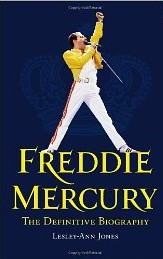 FREDDIE
MERCURY
THE DEFINITIVE BIOGRAPHY
LESLEY-ANN JONES